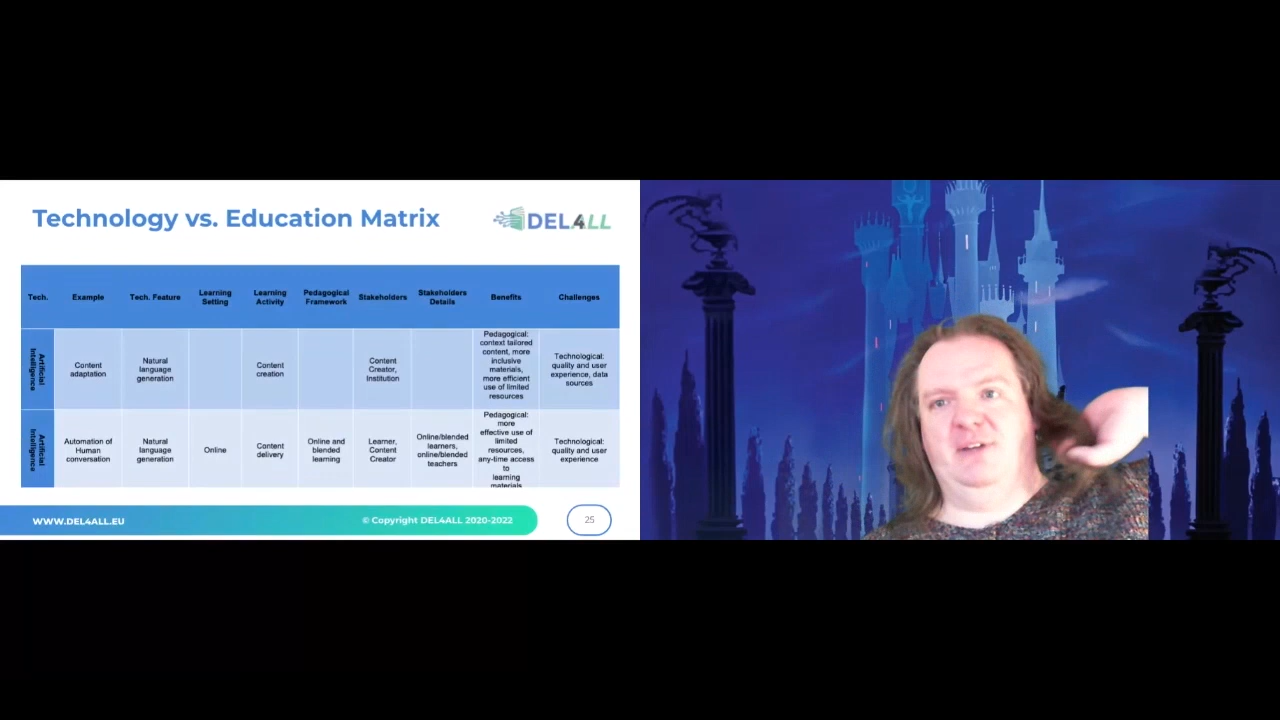 Technology vs. Education Matrix
DEL4ALL
Tech.
Example
Tech. Feature
Learning
Setting
Learning
Activity
Pedagogical
Framework
Stakeholders
Stakeholders
Details
Benefits
Challenges
Artificial
Intelligence
Content
adaptation
Natural
language
generation
Content
creation
Content
Creator,
Institution
Pedagogical:
context tailored
content, more
inclusive
materials,
more efficient
use of limited
resources
Technological:
quality and user
experience, data
sources
Artificial
Intelligence
Automation of
Human
conversation
Natural
language
generation
Online
Content
delivery
Online and
blended
learning
Learner,
Content
Creator
Online/blended
learners,
online/blended
teachers
Pedagogical:
more
effective use of
limited
resources,
any-time access
to
learning
materials
Technological:
quality and user
experience
WWW.DEL4ALL.EU
© Copyright DEL4ALL 2020-2022
25